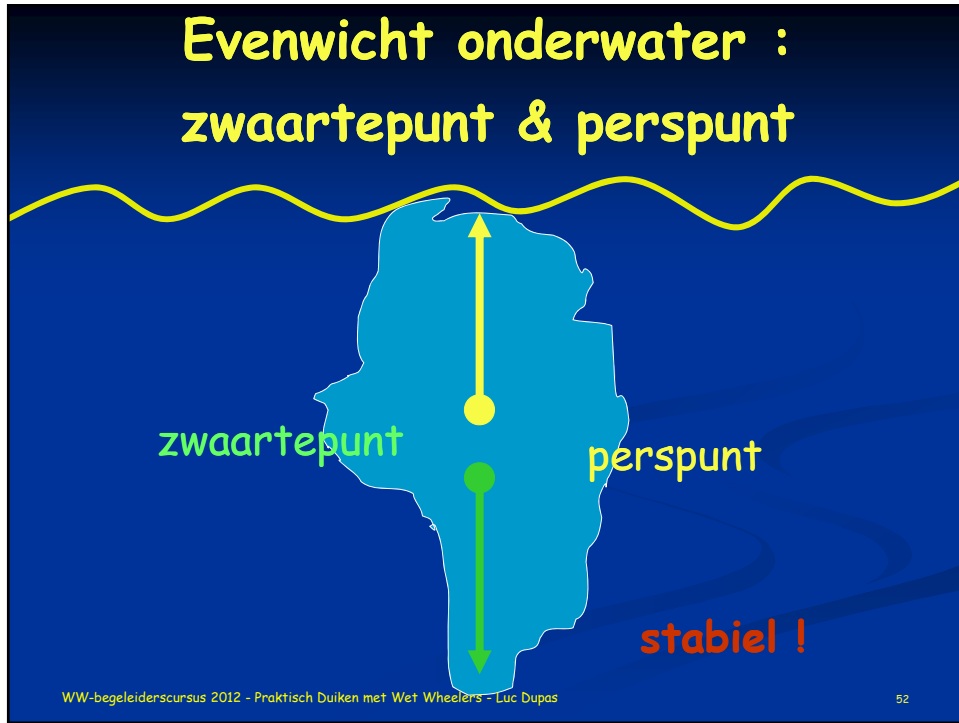 Evenwicht onderwater :
zwaartepunt & perspunt
zwaartepunt
perspunt
stabiel !
WW-begeleiderscursus 2012 - Praktisch Duiken met Wet Wheelers - Luc Dupas
52